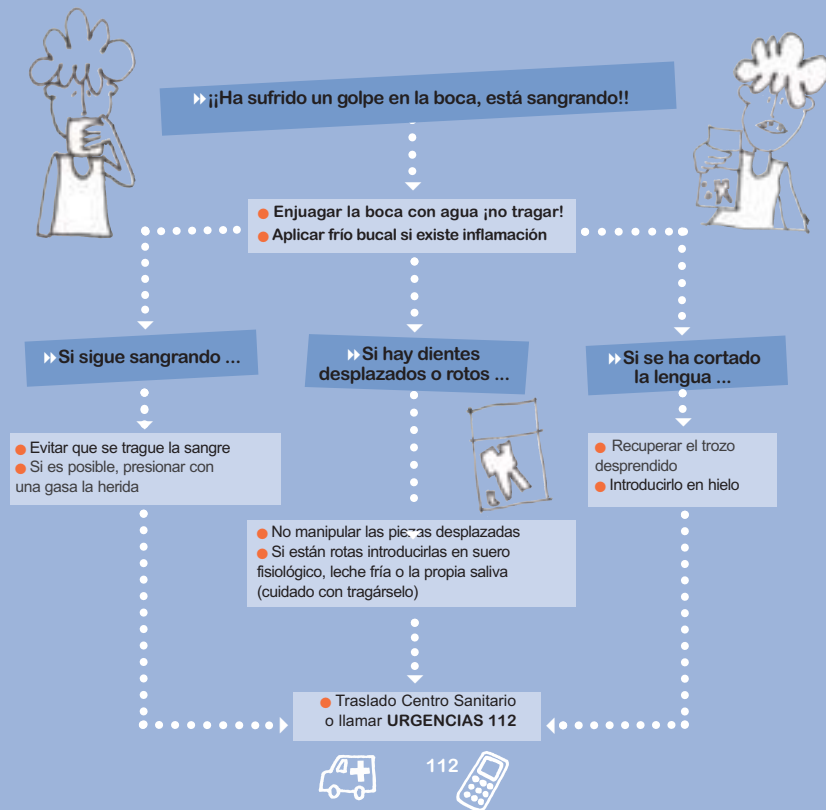 ¡¡Ha sufrido un golpe en la boca, está sangrando!!
Enjuagar la boca con agua ¡no tragar!
Aplicar frío bucal si existe inflamación
Si sigue sangrando ...
Evitar que se trague la sangre
Si es posible, presionar con
una gasa la herida
Si hay dientes
desplazados o rotos ...
No manipular las piezas desplazadas
Si están rotas introducirlas en suero
fisiológico, leche fría o la propia saliva
(cuidado con tragárselo)
Si se ha cortado
la lengua ...
Recuperar el trozo
desprendido
Introducirlo en hielo
Traslado Centro Sanitario
o llamar URGENCIAS 112
112